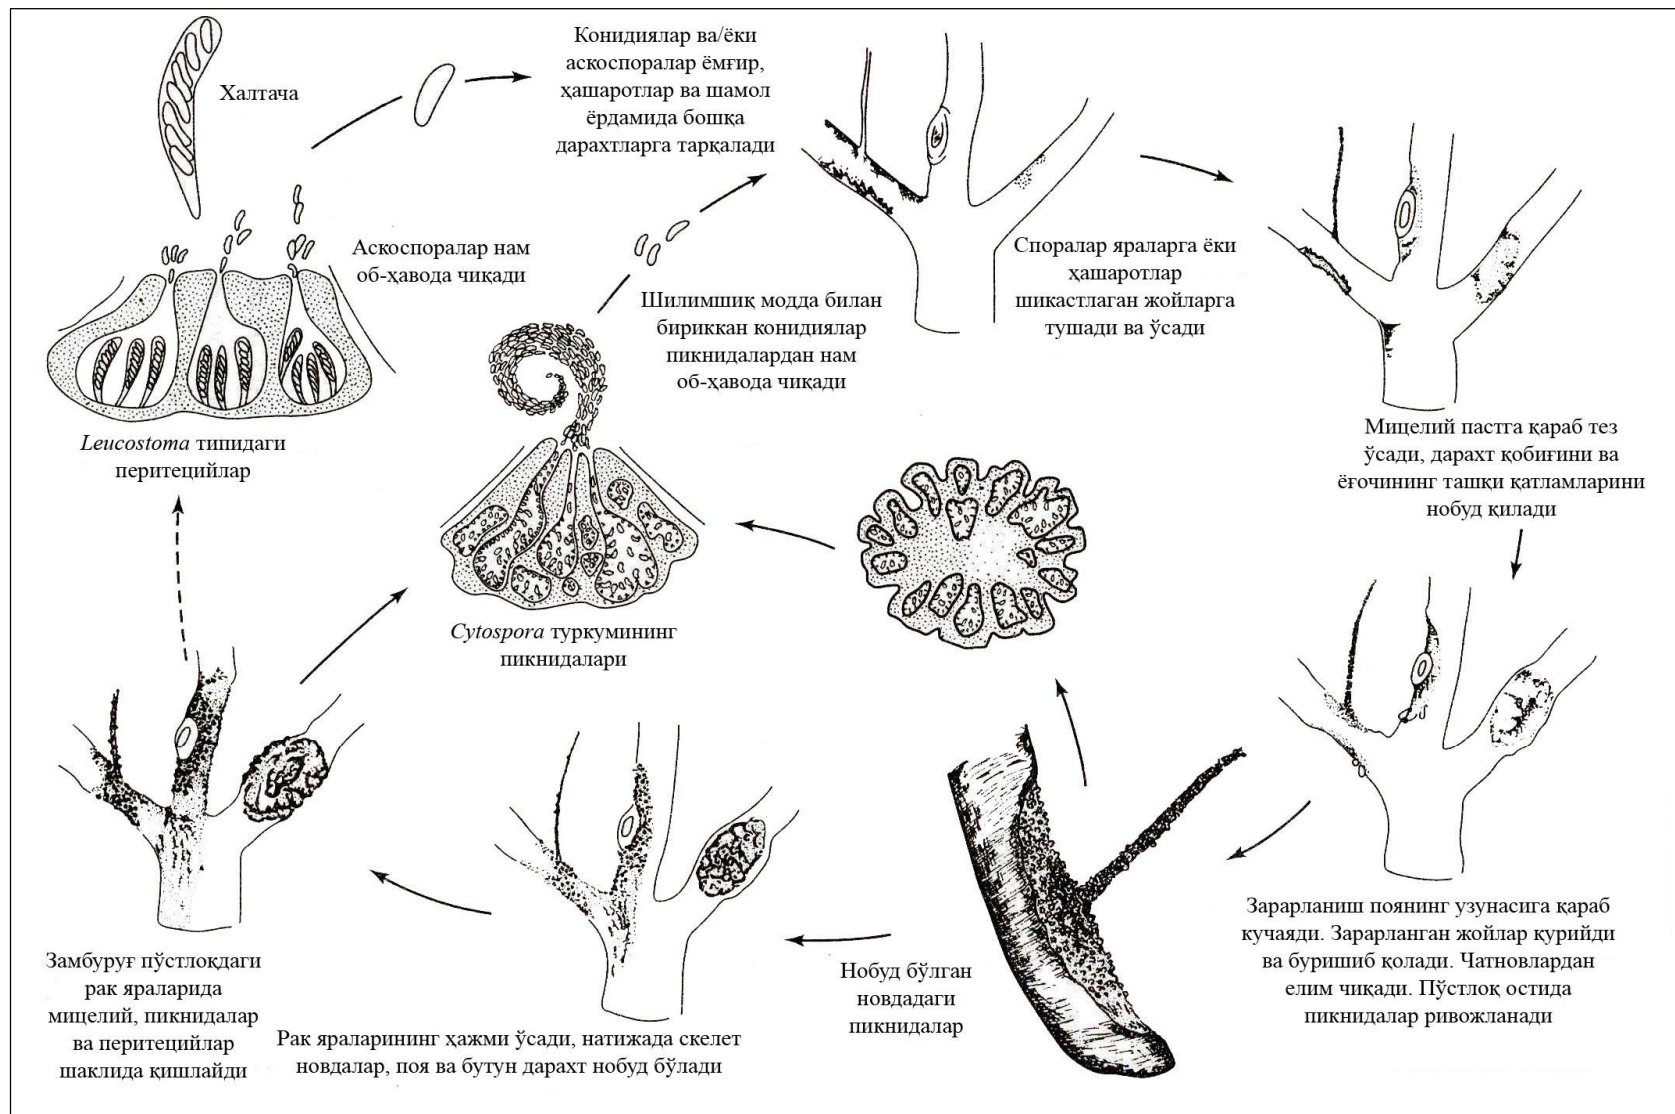 Халтача
Конидиялар ва/ёки
аскоспоралар ёмғир,
ҳашаротлар ва шамол
ёрдамида бошқа
дарахтларга тарқалади
Аскоспоралар нам
об-ҳавода чиқади
Шилимшиқ модда билан
бириккан конидиялар
пикнидалардан нам
об-ҳавода чиқади
Споралар яраларга ёки
ҳашаротлар
шикастлаган жойларга
тушади ва ўсади
Мицелий пастга қараб тез
ўсади, дарахт қобиғини ва
ёғочининг ташқи қатламларини
нобуд қилади
Leucostoma типидаги
перитецийлар
Cytospora туркумининг
пикнидалари
Зарарланиш поянинг узунасига қараб
кучаяди. Зарарланган жойлар қурийди
ва буришиб қолади. Чатновлардан
елим чиқади. Пўстлоқ остида
пикнидалар ривожланади
Нобуд бўлган
новдадаги
пикнидалар
Рак яраларининг ҳажми ўсади, натижада скелет
новдалар, поя ва бутун дарахт нобуд бўлади
Замбуруғ пўстлоқдаги
рак яраларида
мицелий, пикнидалар
ва перитецийлар
шаклида қишлайди